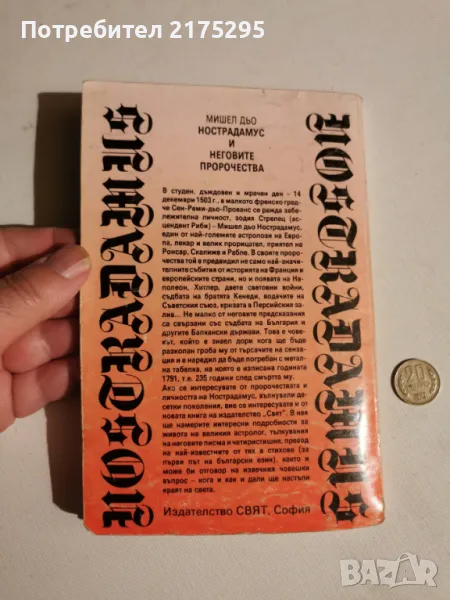 Потребител 2175295
NOSTRADAMUS
МИШЕЛ ДЬО
НОСТРАДАМУС
И
НЕГОВИТЕ
ПРОРОЧЕСТВА
В студен, дъждовен и мрачен ден – 14
декември 1503 г., в малкото френско град-
че Сен-Реми-дьо-Прованс се ражда забе-
лежителна личност, зодия Стрелец (ас-
цендент Риби) – Мишел дьо Нострадамус,
един от най-големите астролози на Евро-
па, лекар и велик прорицател, приятел на
Ронсар, Скалиже и Рабле. В своите проро-
чества той е предвидил не само най-значи-
телните събития от историята на Франция и
европейските страни, но и появата на На-
полеон, Хитлер, двете световни войни,
съдбата на братята Кенеди, водачите на
Съветския съюз, кризата в Персийския за-
лив... Не малко от неговите предсказания
са свързани със съдбата на България и
другите Балкански държави. Това е чове-
кът, който е знаел дори кога ще бъде
разкопан гроба му от търсачите на сенза-
ция и е наредил да бъде погребан с метал-
на табелка, на която е изписана годината
1791, т.е. 235 години след смъртта му.
Ако се интересувате от пророчествата и
личността на Нострадамус, вълнували де-
сетки поколения, вие се интересувате и от
новата книга на издателство "Свят". В нея
ще намерите интересни подробности за
живота на великия астролог, тълкувания
на неговите писма и четиристишия, превод
на най-известните от тях в стихове (за
първи път на български език), както и
може би отговор на извечния човешки
въпрос – кога и как и дали ще настъпи
краят на света.
Издателство СВЯТ, София
NOSTRADAMUS
20
BAZAR